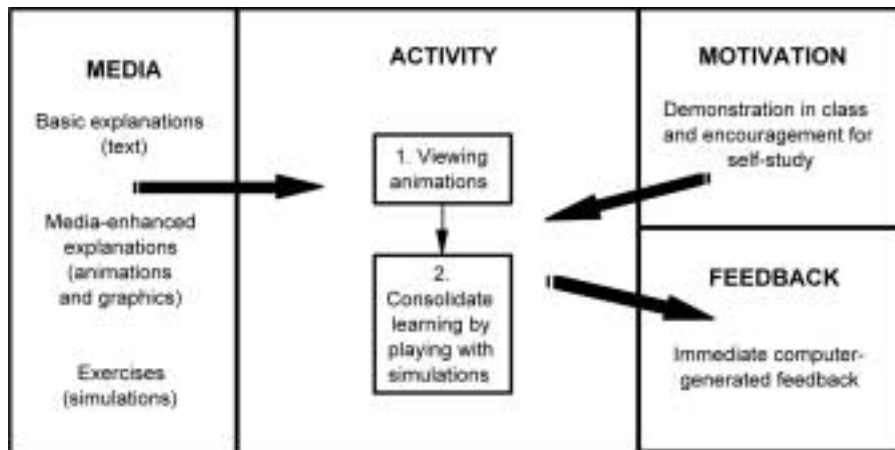 MEDIA
Basic explanations
(text)
Media-enhanced
explanations
(animations
and graphics)
Exercises
(simulations)
ACTIVITY
1. Viewing
animations
2.
Consolidate
learning by
playing with
simulations
MOTIVATION
Demonstration in class
and encouragement for
self-study
FEEDBACK
Immediate computer-
generated feedback